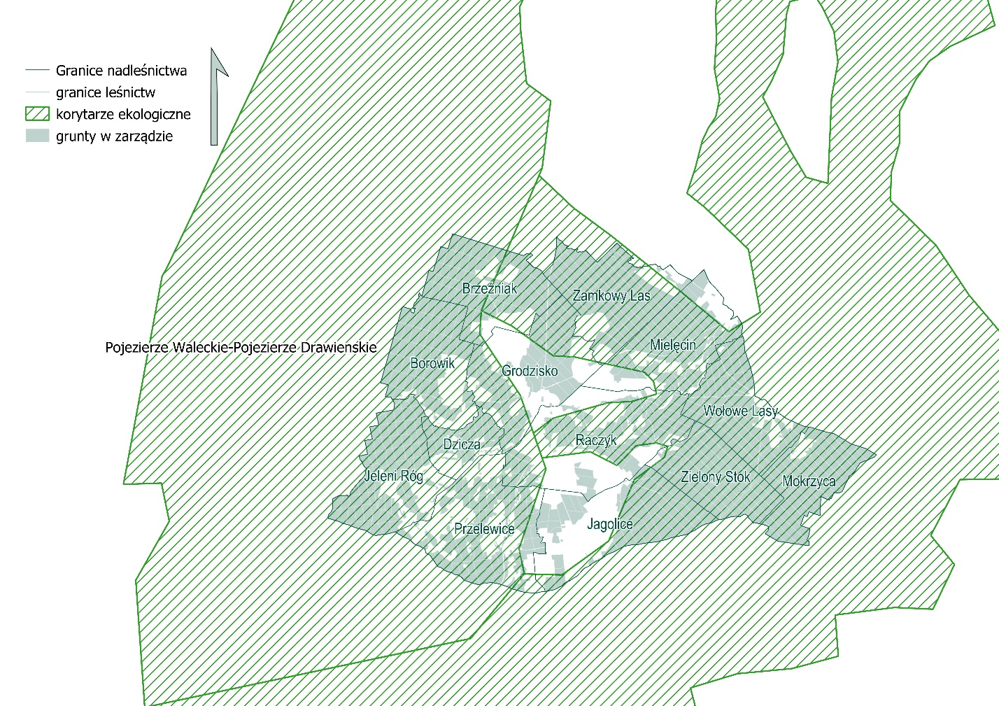 Granice nadleśnictwa
granice leśnictw
korytarze ekologiczne
grunty w zarządzie
Brzeźniak
Zamkowy Las
Pojezierze Waleckie-Pojezierze Drawienskie
Mielęcin
Borowik
Grodzisko
Wołowe Lasy
Dzicza
Raczyk
Jeleni Róg
Zielony Stok
Mokrzyca
Przelewice
Jagolice